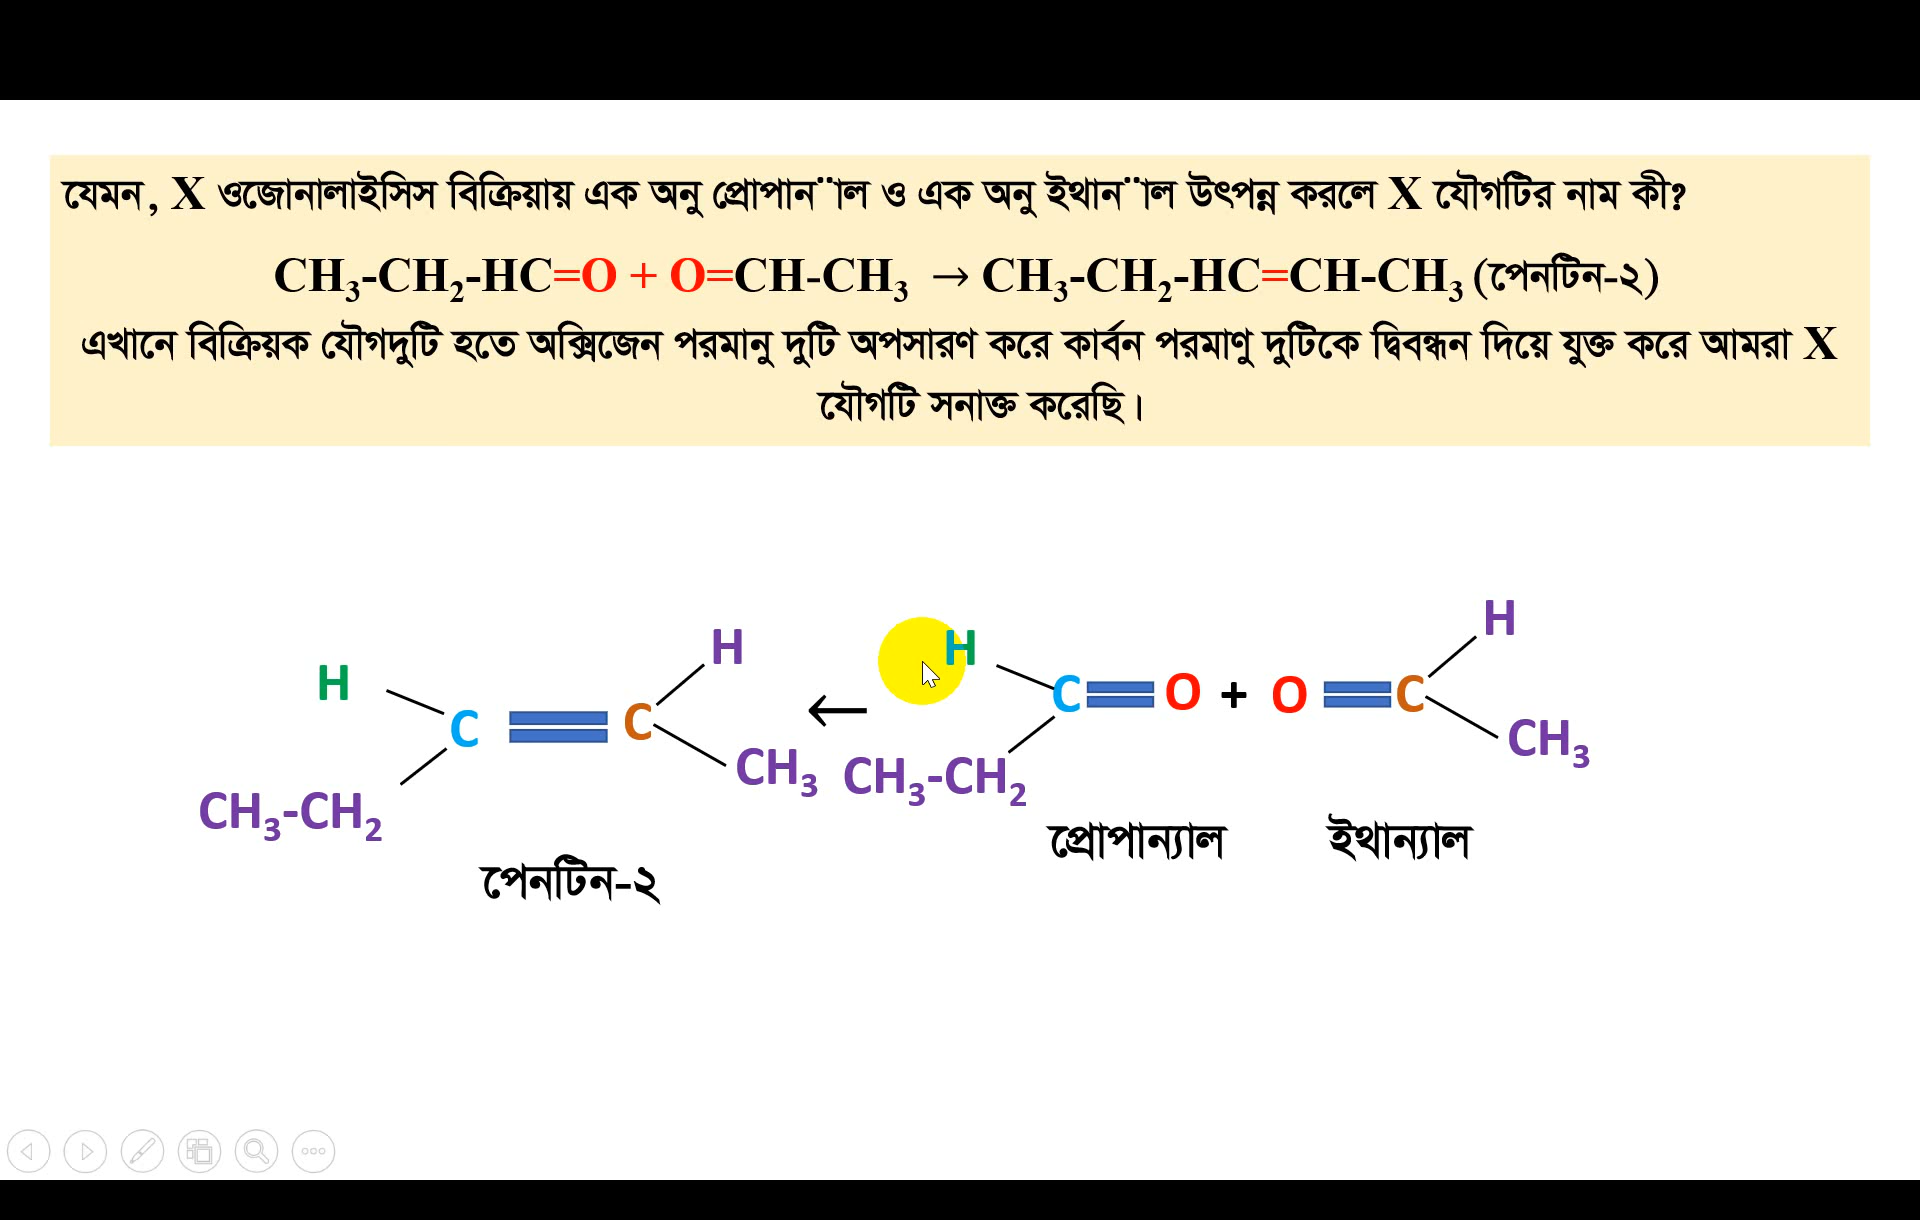 যেমন, X ওজোনালাইসিস বিক্রিয়ায় এক অনু প্রোপান¨াল ও এক অনু ইথান¨াল উৎপন্ন করলে X যৌগটির নাম কী?
CH₃-CH₂-HC=O + O=CH-CH₃ → CH₃-CH₂-HC=CH-CH₃ (পেনটিন-২)
এখানে বিক্রিয়ক যৌগদুটি হতে অক্সিজেন পরমানু দুটি অপসারণ করে কার্বন পরমাণু দুটিকে দ্বিবন্ধন দিয়ে যুক্ত করে আমরা X
যৌগটি সনাক্ত করেছি।
H H ← H H
C C C O + O C
CH₃-CH₂ CH₃ CH₃-CH₂ CH₃
প্রোপান্যাল ইথান্যাল
পেনটিন-২